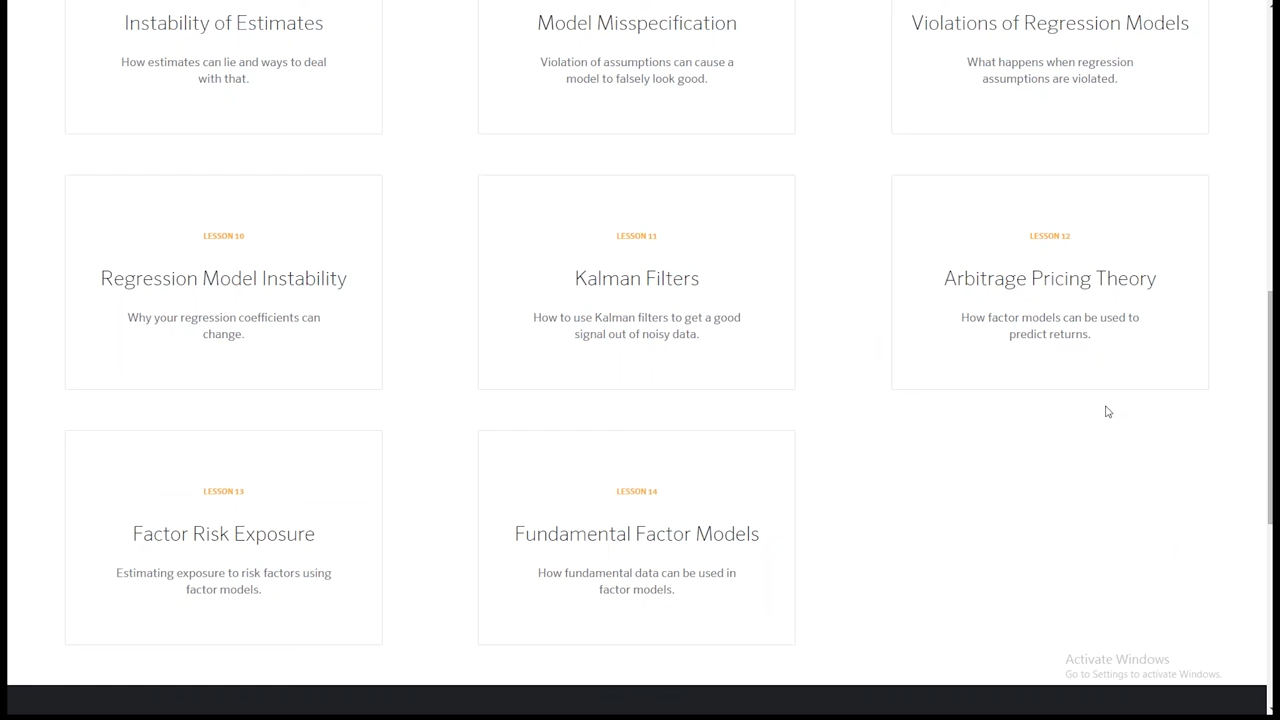 Instability of Estimates
How estimates can lie and ways to deal
with that.
Model Misspecification
Violation of assumptions can cause a
model to falsely look good.
Violations of Regression Models
What happens when regression
assumptions are violated.
LESSON 10
Regression Model Instability
Why your regression coefficients can
change.
LESSON 11
Kalman Filters
How to use Kalman filters to get a good
signal out of noisy data.
LESSON 12
Arbitrage Pricing Theory
How factor models can be used to
predict returns.
LESSON 13
Factor Risk Exposure
Estimating exposure to risk factors using
factor models.
LESSON 14
Fundamental Factor Models
How fundamental data can be used in
factor models.
Activate Windows
Go to Settings to activate Windows.